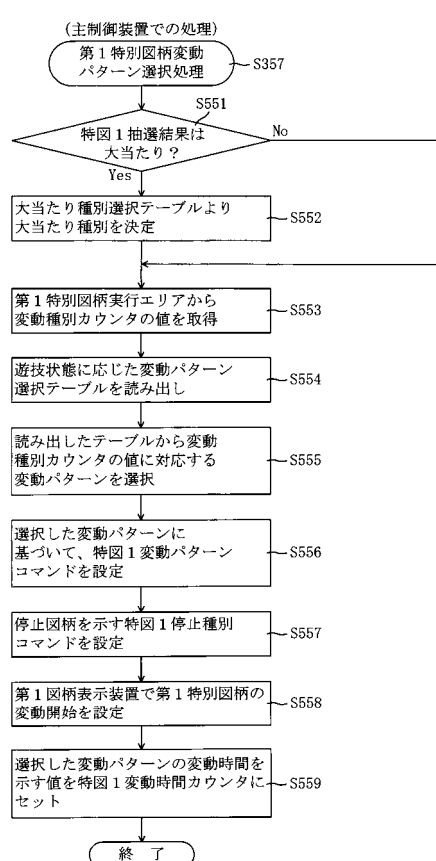 (主制御装置での処理)
第1特別図柄変動
パターン選択処理
S357
S551
特図1抽選結果は
大当たり?
No
Yes
大当たり種別選択テーブルより
大当たり種別を決定
S552
第1特別図柄実行エリアから
変動種別カウンタの値を取得
S553
遊技状態に応じた変動パターン
選択テーブルを読み出し
S554
読み出したテーブルから変動
種別カウンタの値に対応する
変動パターンを選択
S555
選択した変動パターンに
基づいて、特図1変動パターン
コマンドを設定
S556
停止図柄を示す特図1停止種別
コマンドを設定
S557
第1図柄表示装置で第1特別図柄の
変動開始を設定
S558
選択した変動パターンの変動時間を
示す値を特図1変動時間カウンタに
セット
S559
終 了